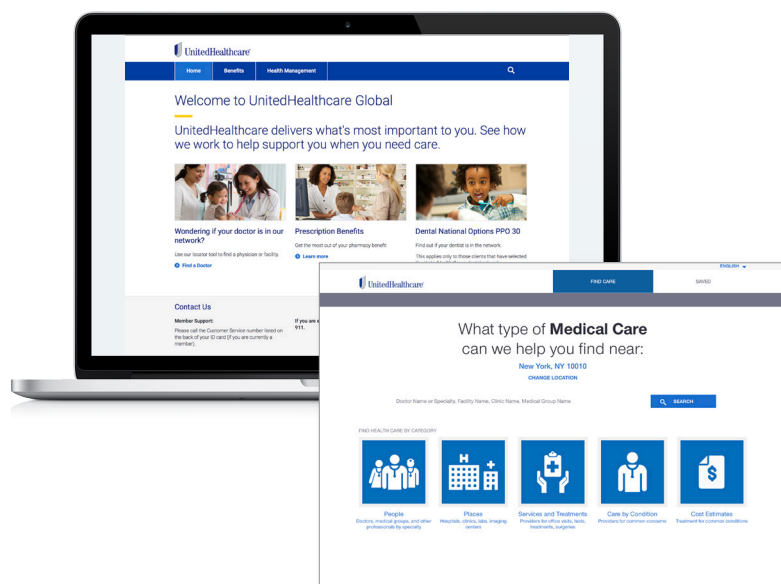 UnitedHealthcare
Home Benefits Health Management
Welcome to UnitedHealthcare Global
UnitedHealthcare delivers what's most important to you. See how
we work to help support you when you need care.
Wondering if your doctor is in our
network?
Use our locator tool to find a physician or facility.
Find a Doctor
Prescription Benefits
Get the most out of your pharmacy benefit
Learn more
Dental National Options PPO 30
Find out if your dentist is in the network
This applies only to those clients that have selected
Contact Us
Member Support:
Please call the Customer Service number listed on
the back of your ID card (if you are currently a
member).
If you are
911.
ENGLISH
UnitedHealthcare
FIND CARE
SAVED
What type of Medical Care
can we help you find near:
New York, NY 10010
CHANGE LOCATION
Doctor Name or Specialty, Facility Name, Clinic Name, Medical Group Name
SEARCH
FIND HEALTH CARE BY CATEGORY
H
$
People
Doctors, medical groups, and other
professionals by specialty
Places
Hospitals, clinics, labs, imaging
centers
Services and Treatments
Providers for office visits, tests,
treatments, surgeries
Care by Condition
Providers for common concerns
Cost Estimates
Treatment for common conditions